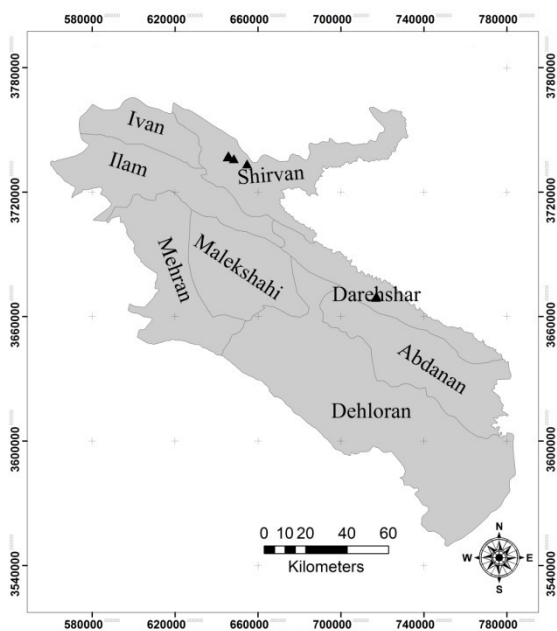 580000 620000 660000 700000 740000 780000
3780000 3780000
Ivan
Ilam
Shirvan
3720000 3720000
Mehran
Malekshahi
Darehshar
3660000 3660000
Abdanan
Dehloran
3600000 3600000
0 10 20 40 60
Kilometers
N
W E
S
3540000 3540000
580000 620000 660000 700000 740000 780000